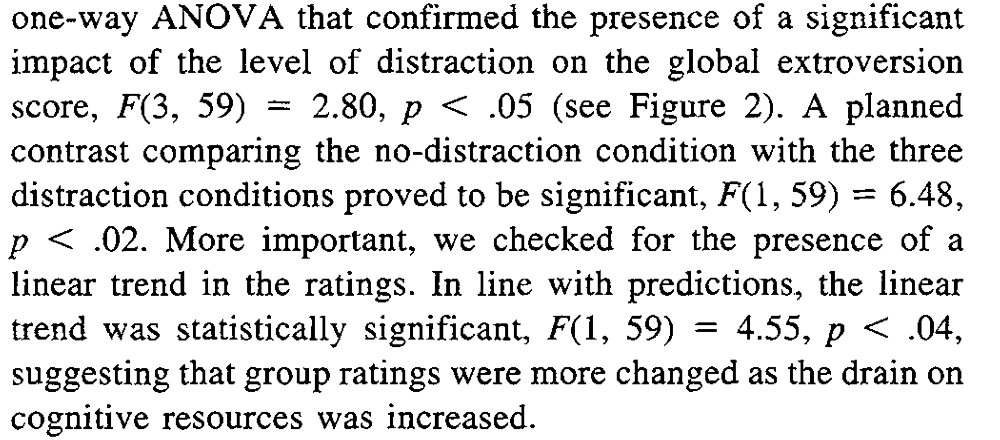 one-way ANOVA that confirmed the presence of a significant
impact of the level of distraction on the global extroversion
score, F(3, 59) = 2.80, p < .05 (see Figure 2). A planned
contrast comparing the no-distraction condition with the three
distraction conditions proved to be significant, F(1, 59) = 6.48,
p < .02. More important, we checked for the presence of a
linear trend in the ratings. In line with predictions, the linear
trend was statistically significant, F(1, 59) = 4.55, p < .04,
suggesting that group ratings were more changed as the drain on
cognitive resources was increased.